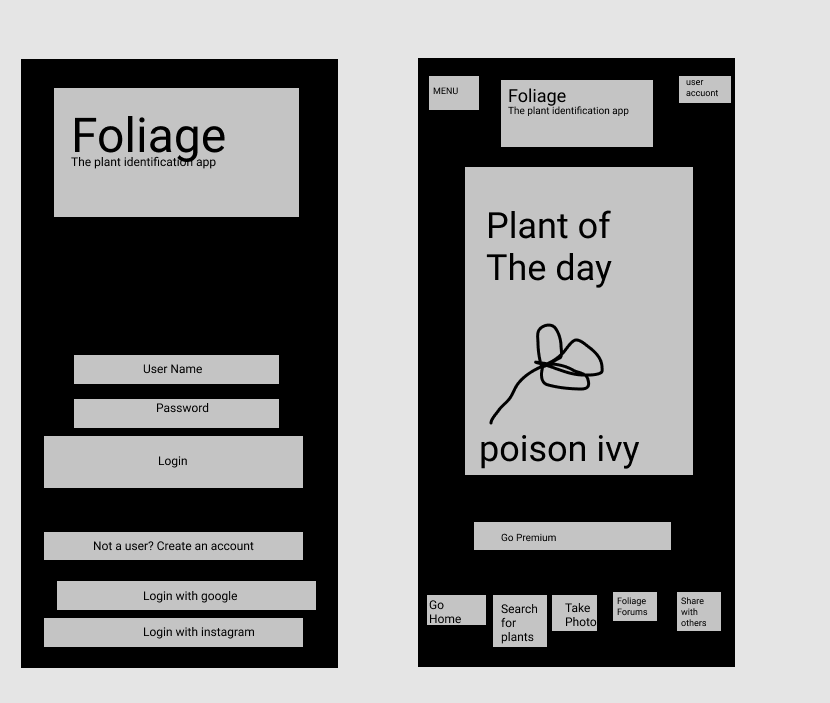 Foliage
The plant identification app
User Name
Password
Login
Not a user? Create an account
Login with google
Login with instagram
MENU
Foliage
The plant identification app
user
accuont
Plant of
The day
poison ivy
Go Premium
Go
Home
Search
for
plants
Take
Photo
Foliage
Forums
Share
with
others